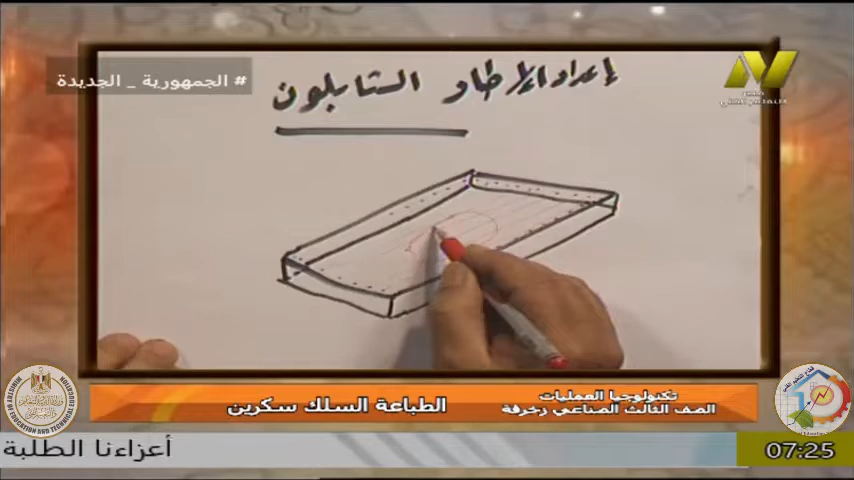 إعداد الإطار الشابلون
# الجمهورية _ الجديدة
تكنولوجيا العمليات
الصف الثالث الصناعي زخرفة
الطباعة السلك سكرين
أعزاءنا الطلبة
07:25